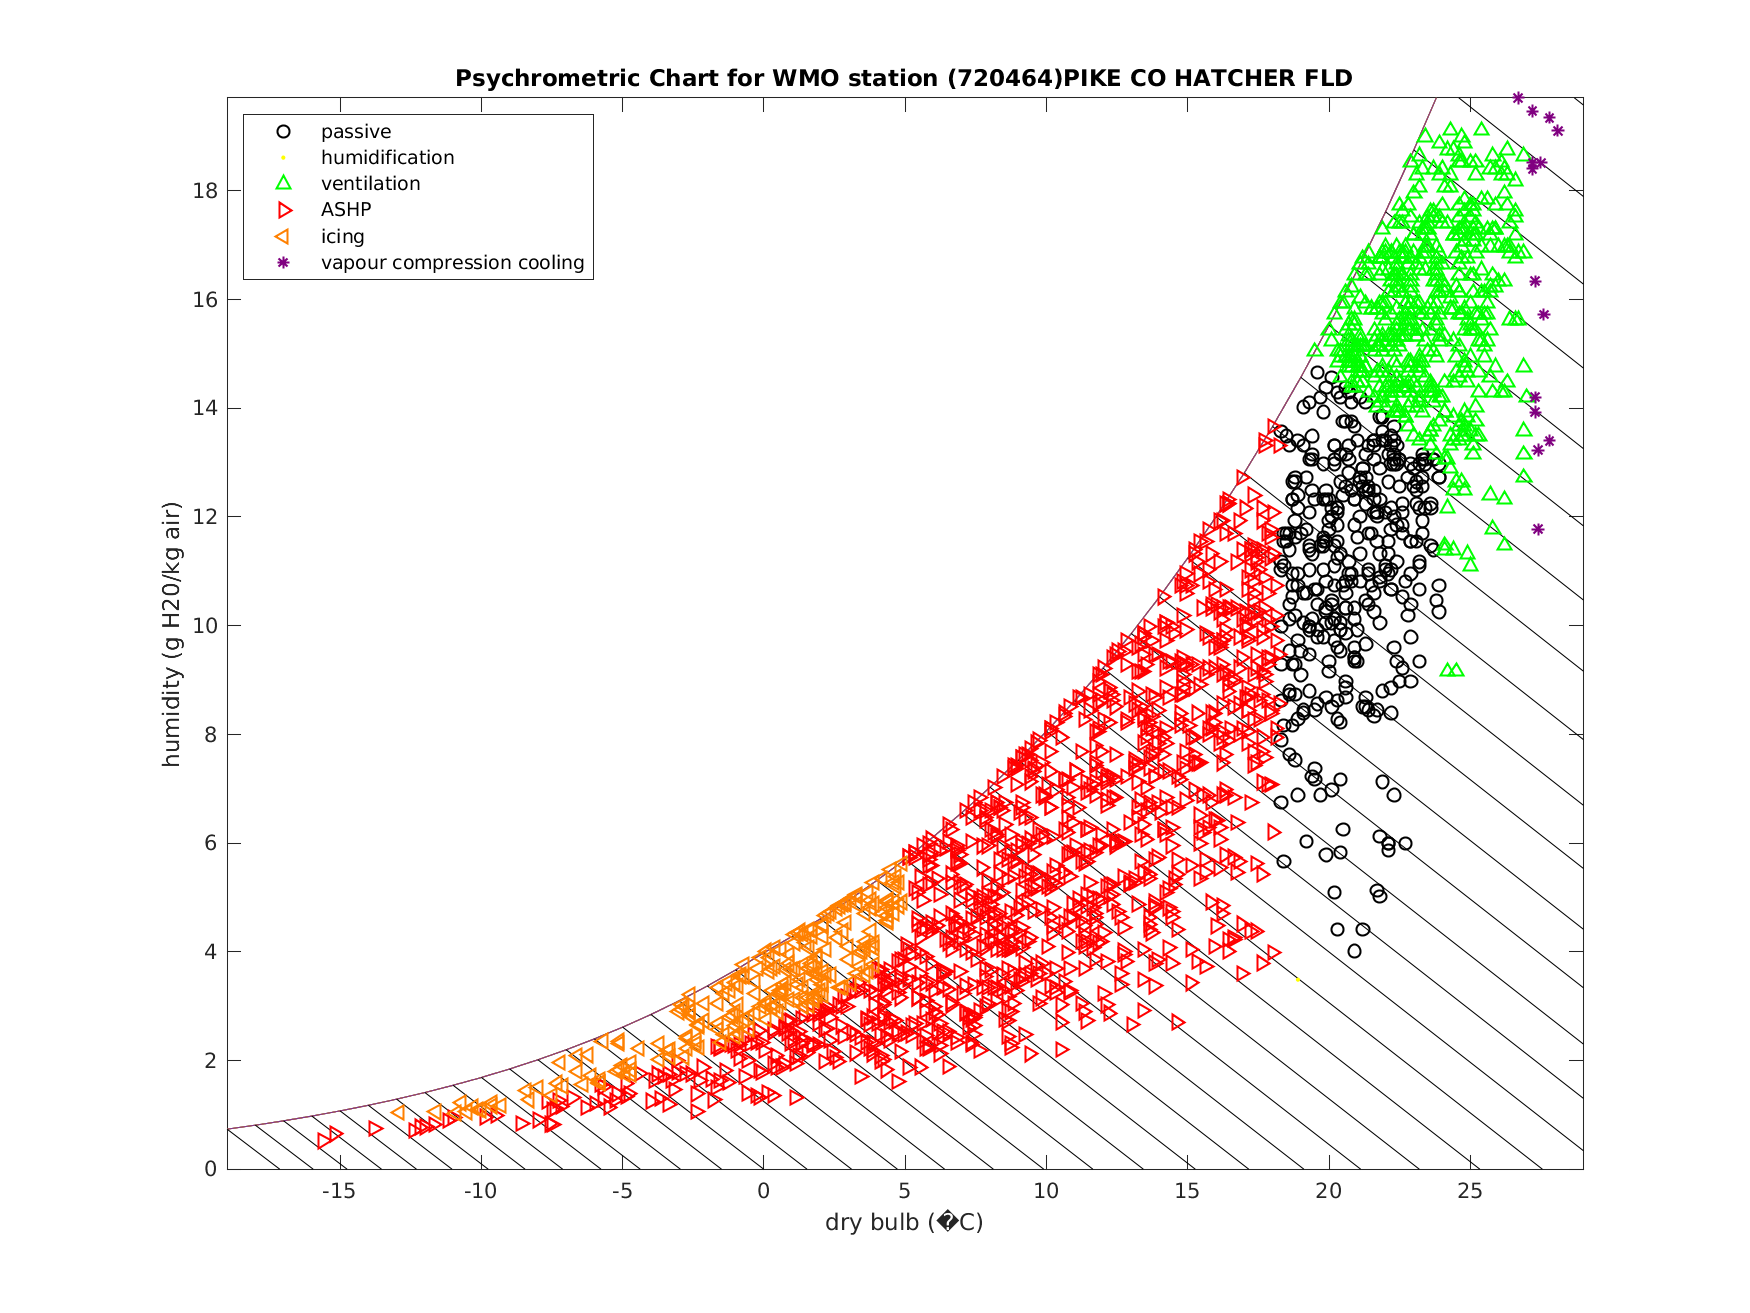 Psychrometric Chart for WMO station (720464)PIKE CO HATCHER FLD
passive
humidification
ventilation
ASHP
icing
vapour compression cooling
humidity (g H20/kg air)
18
16
14
12
10
8
6
4
2
0
-15 -10 -5 0 5 10 15 20 25
dry bulb (�C)